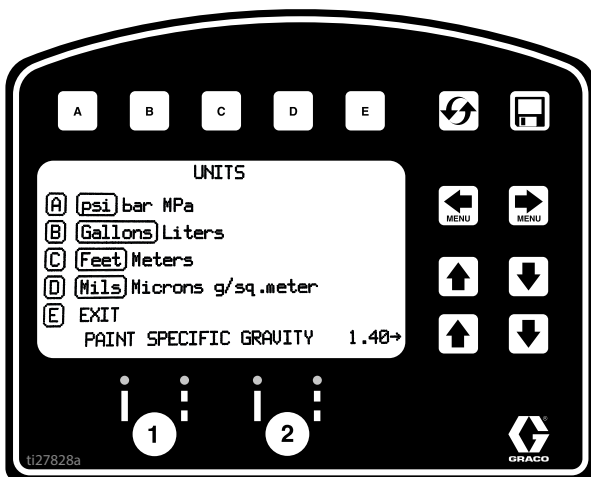 A B C D E
UNITS
A psi bar MPa
B Gallons Liters
C Feet Meters
D Mils Microns g/sq.meter
E EXIT
PAINT SPECIFIC GRAVITY 1.40→
MENU MENU
1 2
ti27828a
GRACO